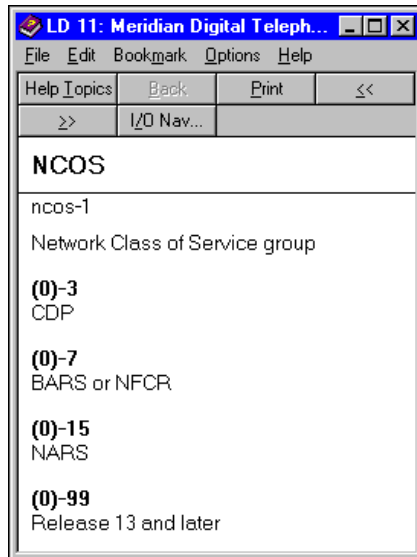 LD 11: Meridian Digital Teleph...
File Edit Bookmark Options Help
Help Topics Back Print <<
>> I/O Nav...
NCOS
ncos-1
Network Class of Service group
(0)-3
CDP
(0)-7
BARS or NFCR
(0)-15
NARS
(0)-99
Release 13 and later